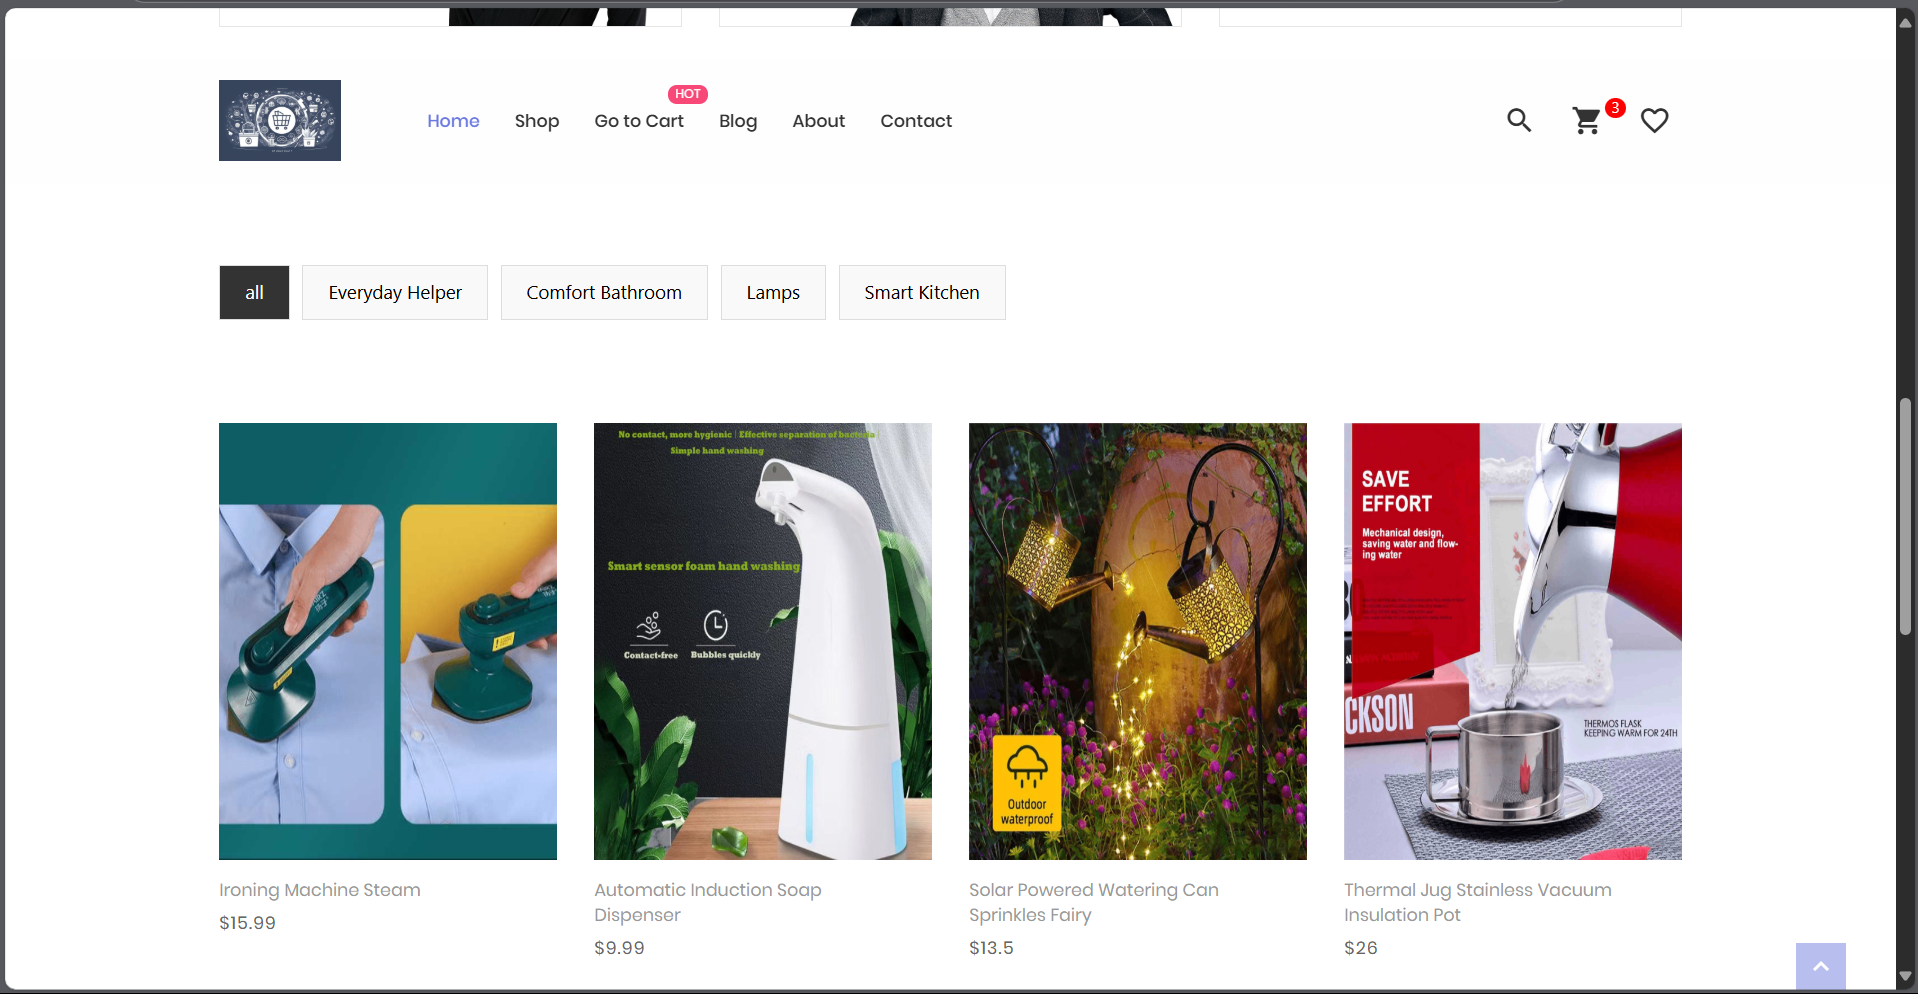 HOT
Home
Shop
Go to Cart
Blog
About
Contact
3
all
Everyday Helper
Comfort Bathroom
Lamps
Smart Kitchen
No contact, more hygienic | Effective separation of bacteria
Simple hand washing
Smart sensor foam hand washing
Contact-free
Bubbles quickly
Outdoor
waterproof
SAVE
EFFORT
Mechanical design,
saving water and flow-
ing water
CKSON
THERMOS FLASK
KEEPING WARM FOR 24TH
Ironing Machine Steam
$15.99
Automatic Induction Soap
Dispenser
$9.99
Solar Powered Watering Can
Sprinkles Fairy
$13.5
Thermal Jug Stainless Vacuum
Insulation Pot
$26